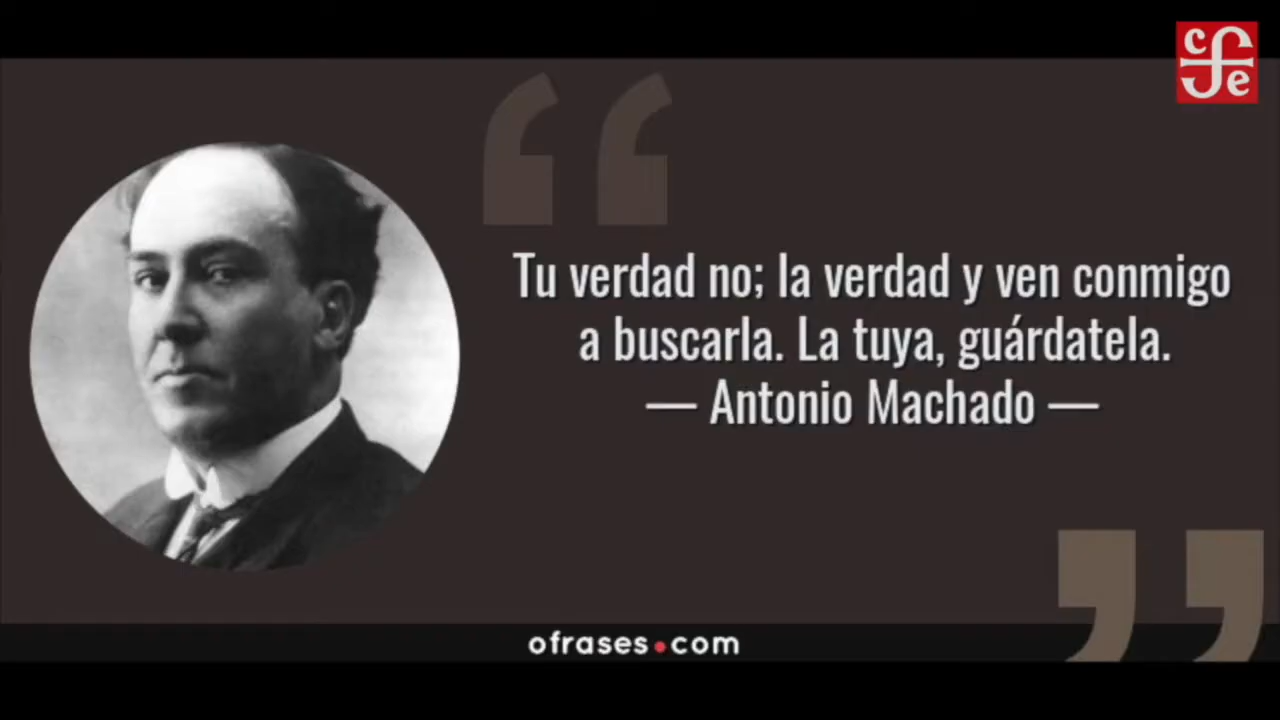 cfe
Tu verdad no; la verdad y ven conmigo
a buscarla. La tuya, guárdatela.
— Antonio Machado —
ofrases.com